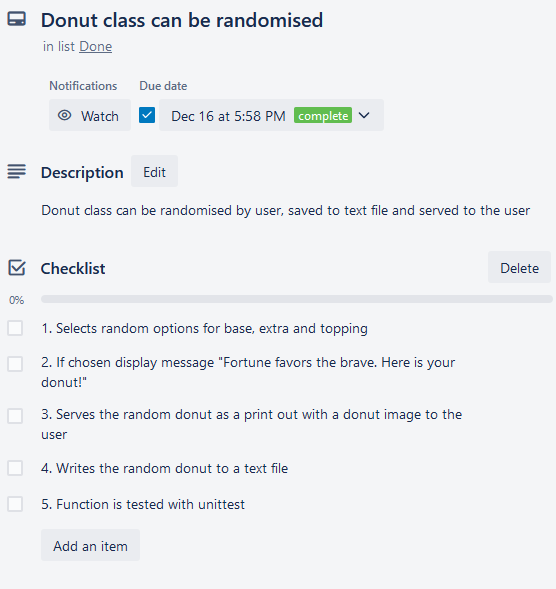 Donut class can be randomised
in list Done
Notifications Due date
Watch Dec 16 at 5:58 PM complete
Description Edit
Donut class can be randomised by user, saved to text file and served to the user
Checklist Delete
0%
1. Selects random options for base, extra and topping
2. If chosen display message "Fortune favors the brave. Here is your
donut!"
3. Serves the random donut as a print out with a donut image to the
user
4. Writes the random donut to a text file
5. Function is tested with unittest
Add an item